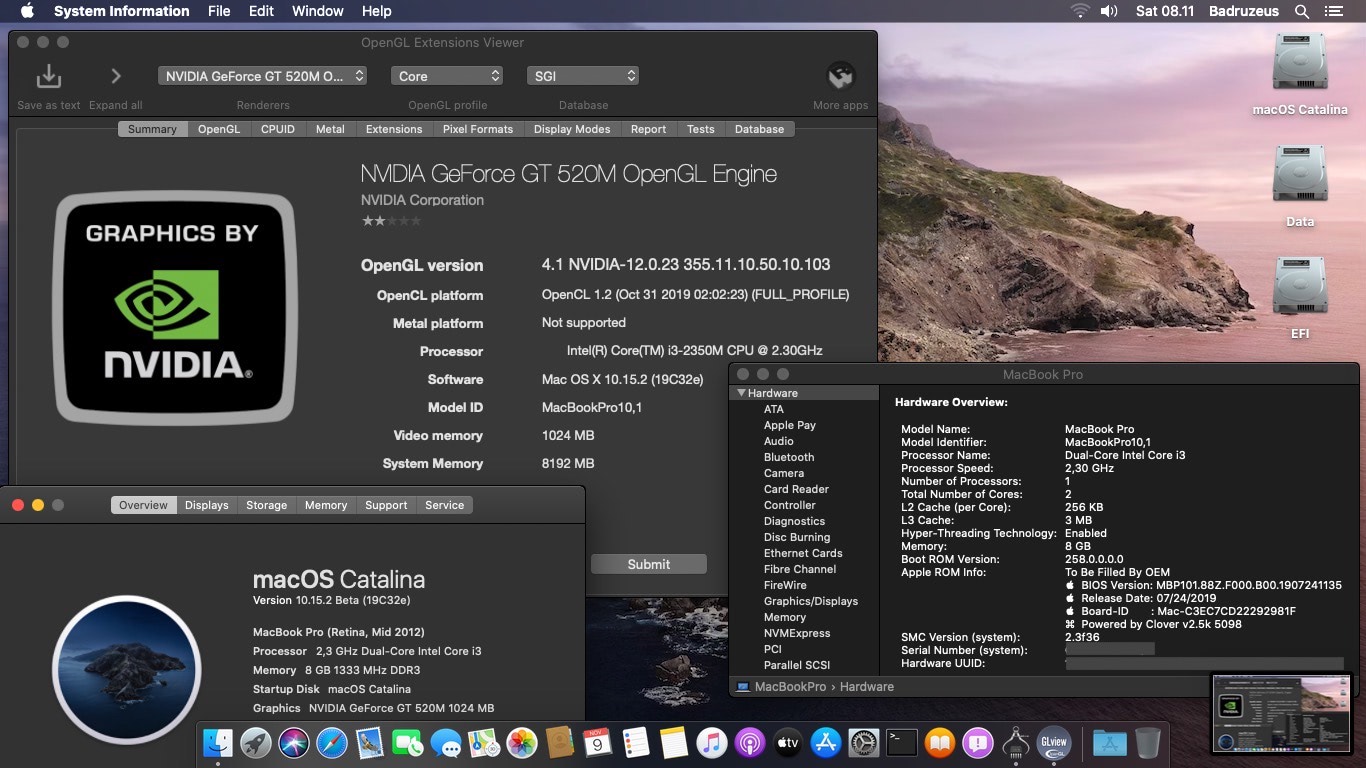 System Information File Edit Window Help
Sat 08.11 Badruzeus
OpenGL Extensions Viewer
NVIDIA GeForce GT 520M O...
Core
SGI
Save as text
Expand all
Renderers
OpenGL profile
Database
More apps
Summary OpenGL CPUID Metal Extensions Pixel Formats Display Modes Report Tests Database
GRAPHICS BY
NVIDIA.
NVIDIA GeForce GT 520M OpenGL Engine
NVIDIA Corporation
OpenGL version 4.1 NVIDIA-12.0.23 355.11.10.50.10.103
OpenCL platform OpenCL 1.2 (Oct 31 2019 02:02:23) (FULL_PROFILE)
Metal platform Not supported
Processor Intel(R) Core(TM) i3-2350M CPU @ 2.30GHz
Software Mac OS X 10.15.2 (19C32e)
Model ID MacBookPro10,1
Video memory 1024 MB
System Memory 8192 MB
Submit
macOS Catalina
Data
EFI
MacBook Pro
Hardware
ATA
Apple Pay
Audio
Bluetooth
Camera
Card Reader
Controller
Diagnostics
Disc Burning
Ethernet Cards
Fibre Channel
FireWire
Graphics/Displays
Memory
NVMExpress
PCI
Parallel SCSI
Hardware Overview:
Model Name: MacBook Pro
Model Identifier: MacBookPro10,1
Processor Name: Dual-Core Intel Core i3
Processor Speed: 2,30 GHz
Number of Processors: 1
Total Number of Cores: 2
L2 Cache (per Core): 256 KB
L3 Cache: 3 MB
Hyper-Threading Technology: Enabled
Memory: 8 GB
Boot ROM Version: 258.0.0.0.0
Apple ROM Info: To Be Filled By OEM
BIOS Version: MBP101.88Z.F000.B00.1907241135
Release Date: 07/24/2019
Board-ID : Mac-C3EC7CD22292981F
⌘ Powered by Clover v2.5k 5098
SMC Version (system): 2.3f36
Serial Number (system):
Hardware UUID:
MacBookPro › Hardware
Overview Displays Storage Memory Support Service
macOS Catalina
Version 10.15.2 Beta (19C32e)
MacBook Pro (Retina, Mid 2012)
Processor 2,3 GHz Dual-Core Intel Core i3
Memory 8 GB 1333 MHz DDR3
Startup Disk macOS Catalina
Graphics NVIDIA GeForce GT 520M 1024 MB
NOV
9
tv
GLview